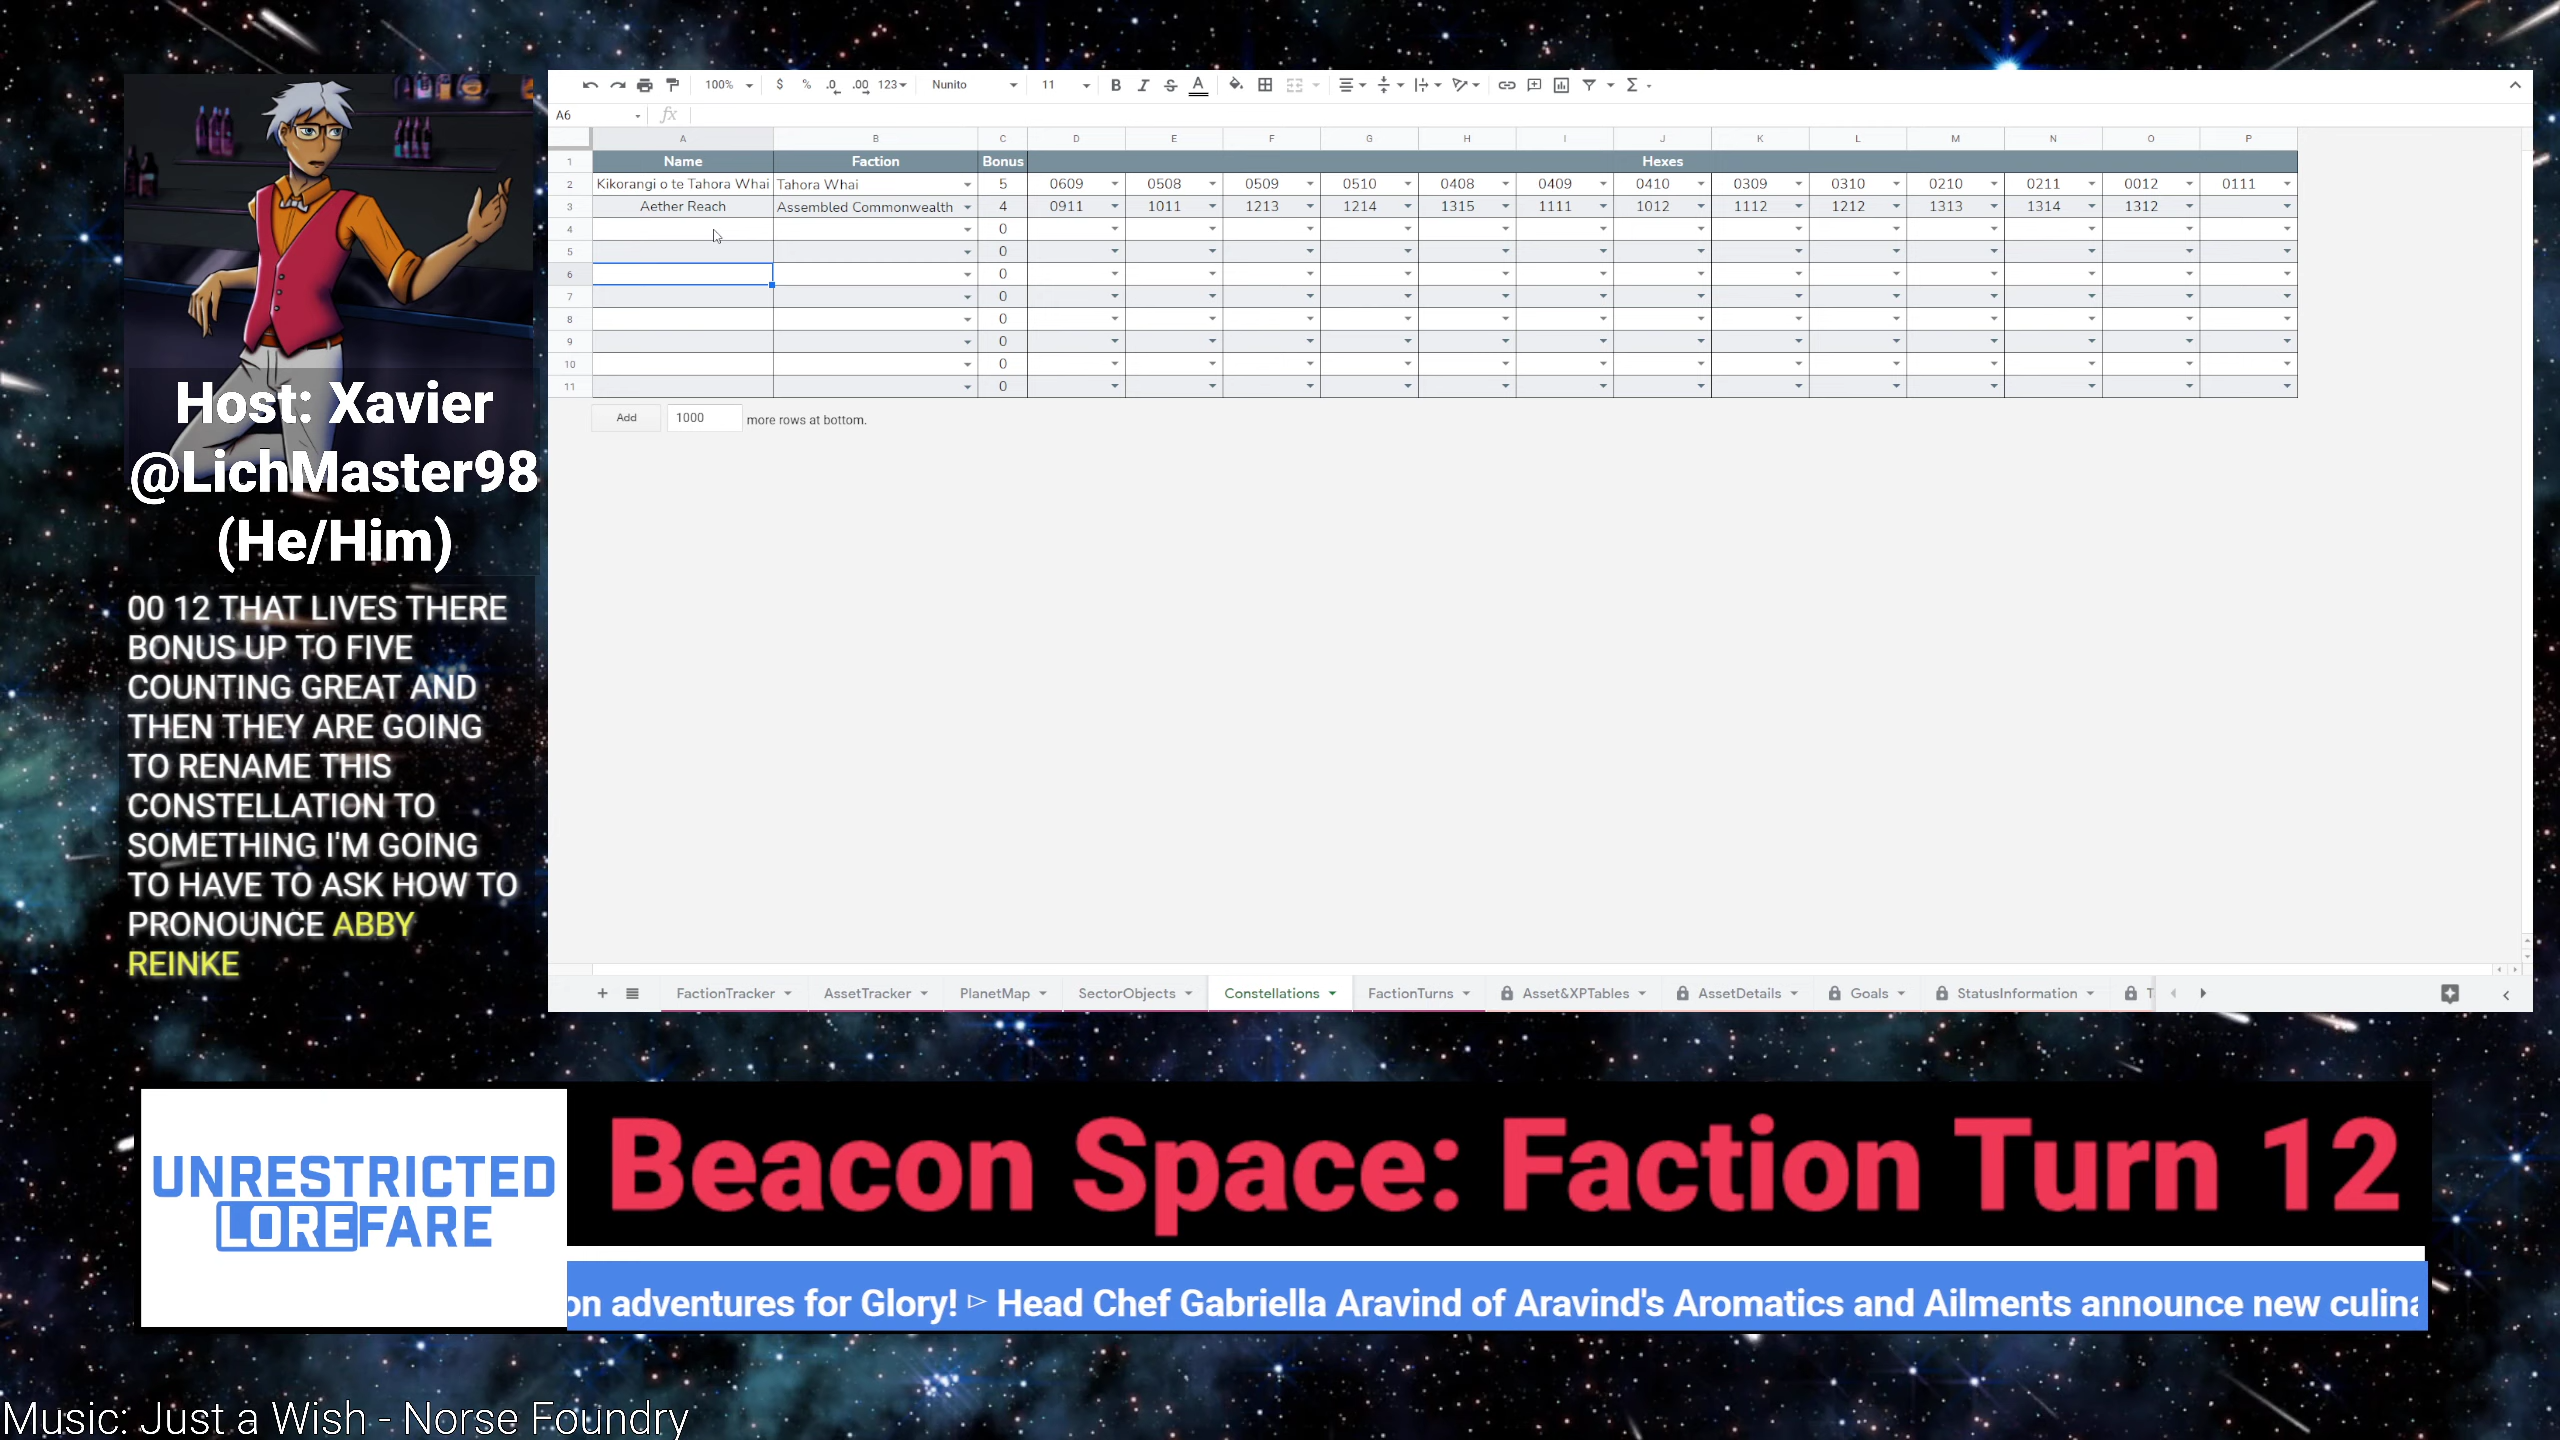 100% $ % .0 .00 123 Nunito 11 B I S A
A6 fx
A B C D E F G H I J K L M N O P
1 Name Faction Bonus Hexes
2 Kikorangi o te Tahora Whai Tahora Whai 5 0609 0508 0509 0510 0408 0409 0410 0309 0310 0210 0211 0012 0111
3 Aether Reach Assembled Commonwealth 4 0911 1011 1213 1214 1315 1111 1012 1112 1212 1313 1314 1312
4 0
5 0
6 0
7 0
8 0
9 0
10 0
11 0
Add 1000 more rows at bottom.
FactionTracker AssetTracker PlanetMap SectorObjects Constellations FactionTurns Asset&XPTables AssetDetails Goals StatusInformation T
Host: Xavier
@LichMaster98
(He/Him)
00 12 THAT LIVES THERE
BONUS UP TO FIVE
COUNTING GREAT AND
THEN THEY ARE GOING
TO RENAME THIS
CONSTELLATION TO
SOMETHING I'M GOING
TO HAVE TO ASK HOW TO
PRONOUNCE ABBY
REINKE
UNRESTRICTED
LOREFARE
Beacon Space: Faction Turn 12
on adventures for Glory! ▻ Head Chef Gabriella Aravind of Aravind's Aromatics and Ailments announce new culina
Music: Just a Wish - Norse Foundry